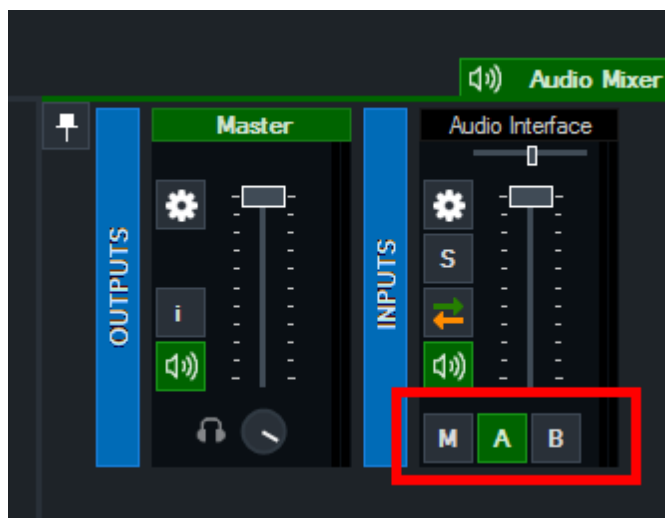 Audio Mixer
OUTPUTS
Master
i
INPUTS
Audio Interface
S
M A B